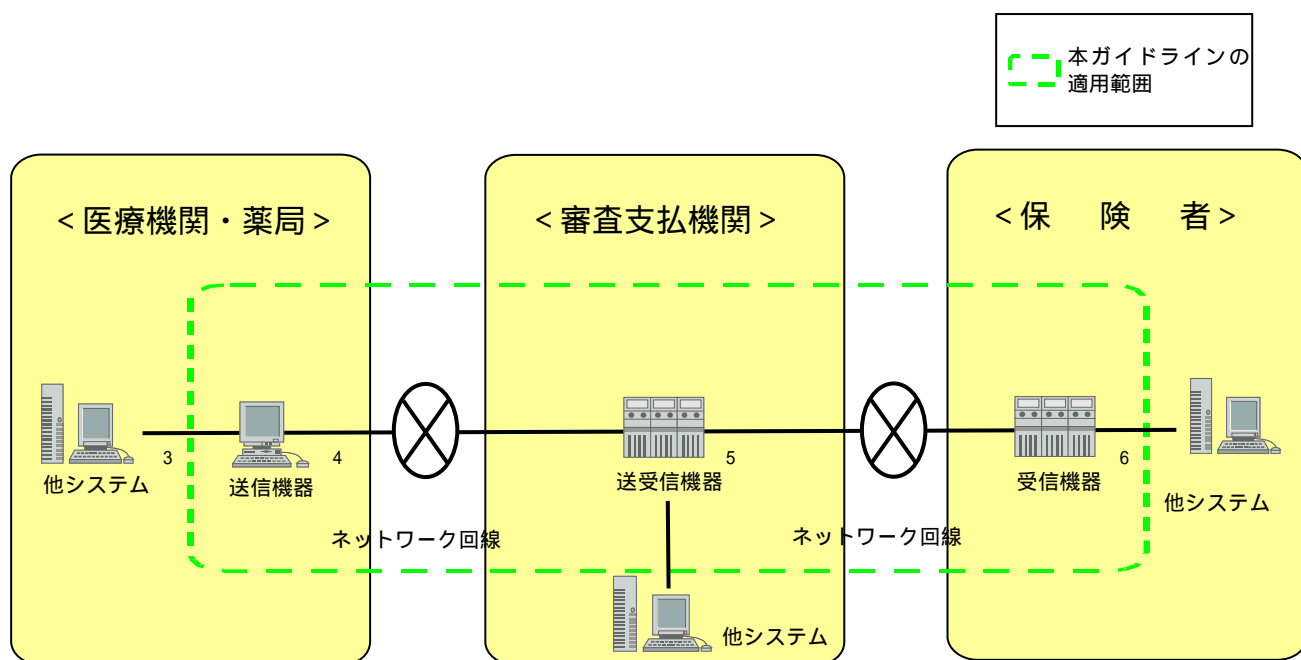 本ガイドラインの
適用範囲
<医療機関・薬局>
<審査支払機関>
<保 険 者>
3
4
5
6
他システム
送信機器
送受信機器
受信機器
他システム
ネットワーク回線
ネットワーク回線
他システム